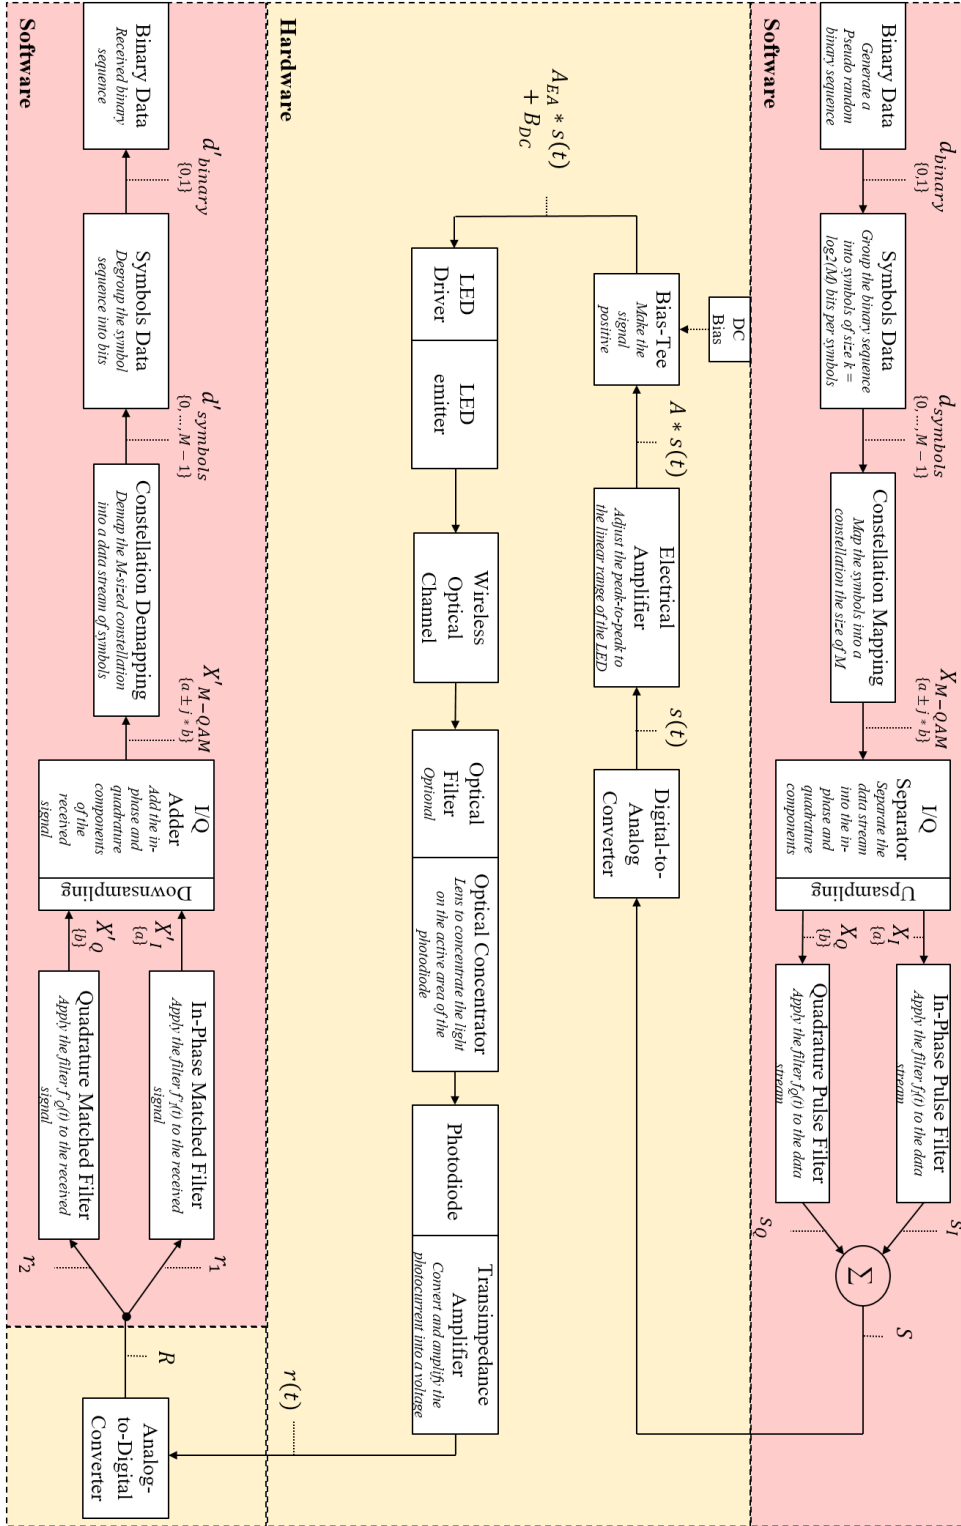 Software
Binary Data
Generate a
Pseudo random
binary sequence
d_binary
{0,1}
Symbols Data
Group the binary sequence
into symbols of size k =
log2(M) bits per symbols
d_symbols
{0,…,M − 1}
Constellation Mapping
Map the symbols into a
constellation the size of M
X_M−QAM
{a ± j * b}
I/Q
Separator
Separate the
data stream
into the in-
phase and
quadrature
components
Upsampling
X_I
{a}
X_Q
{b}
In-Phase Pulse Filter
Apply the filter f_I(t) to the data
stream
Quadrature Pulse Filter
Apply the filter f_Q(t) to the data
stream
s_I
s_Q
Σ
S
Hardware
Digital-to-
Analog
Converter
s(t)
Electrical
Amplifier
Adjust the peak-to-peak to
the linear range of the LED
A * s(t)
DC
Bias
Bias-Tee
Make the
signal
positive
A_EA * s(t)
+ B_DC
LED
Driver
LED
emitter
Wireless
Optical
Channel
Optical
Filter
Optional
Optical Concentrator
Lens to concentrate the light
on the active area of the
photodiode
Photodiode
Transimpedance
Amplifier
Convert and amplify the
photocurrent into a voltage
r(t)
Analog-
to-Digital
Converter
R
Software
r_1
r_2
In-Phase Matched Filter
Apply the filter f'_I(t) to the received
signal
Quadrature Matched Filter
Apply the filter f'_Q(t) to the received
signal
X'_I
{a}
X'_Q
{b}
Downsampling
I/Q
Adder
Add the in-
phase and
quadrature
components
of the
received
signal
X'_M−QAM
{a ± j * b}
Constellation Demapping
Demap the M-sized constellation
into a data stream of symbols
d'_symbols
{0,…,M − 1}
Symbols Data
Degroup the symbol
sequence into bits
d'_binary
{0,1}
Binary Data
Received binary
sequence